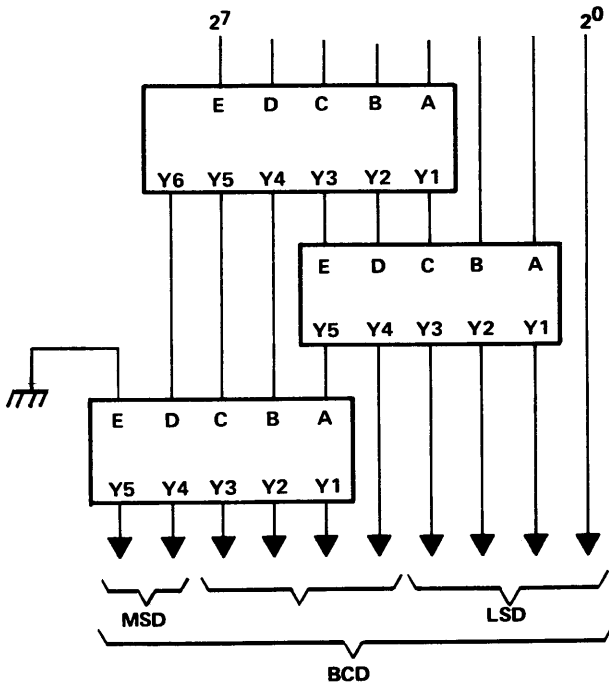 2⁷ 2⁰
E D C B A
Y6 Y5 Y4 Y3 Y2 Y1
E D C B A
Y5 Y4 Y3 Y2 Y1
E D C B A
Y5 Y4 Y3 Y2 Y1
MSD LSD
BCD